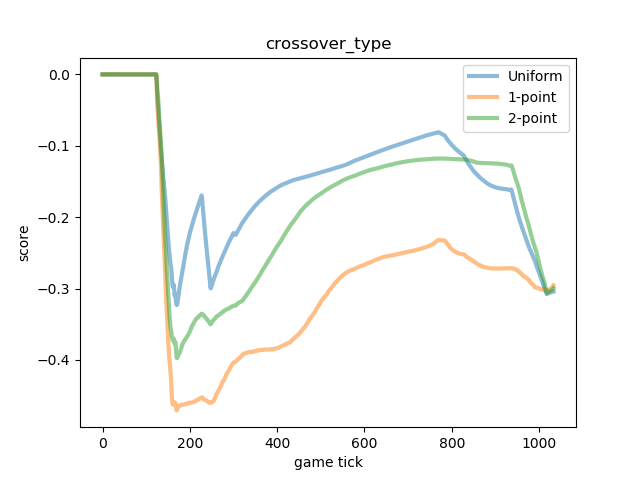 crossover_type
Uniform
1-point
2-point
0.0
−0.1
−0.2
−0.3
−0.4
score
0
200
400
600
800
1000
game tick